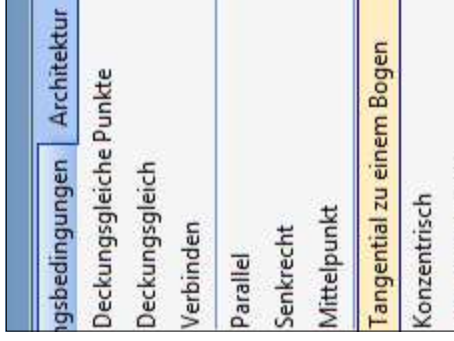 ngsbedingungen Architektur
Deckungsgleiche Punkte
Deckungsgleich
Verbinden
Parallel
Senkrecht
Mittelpunkt
Tangential zu einem Bogen
Konzentrisch